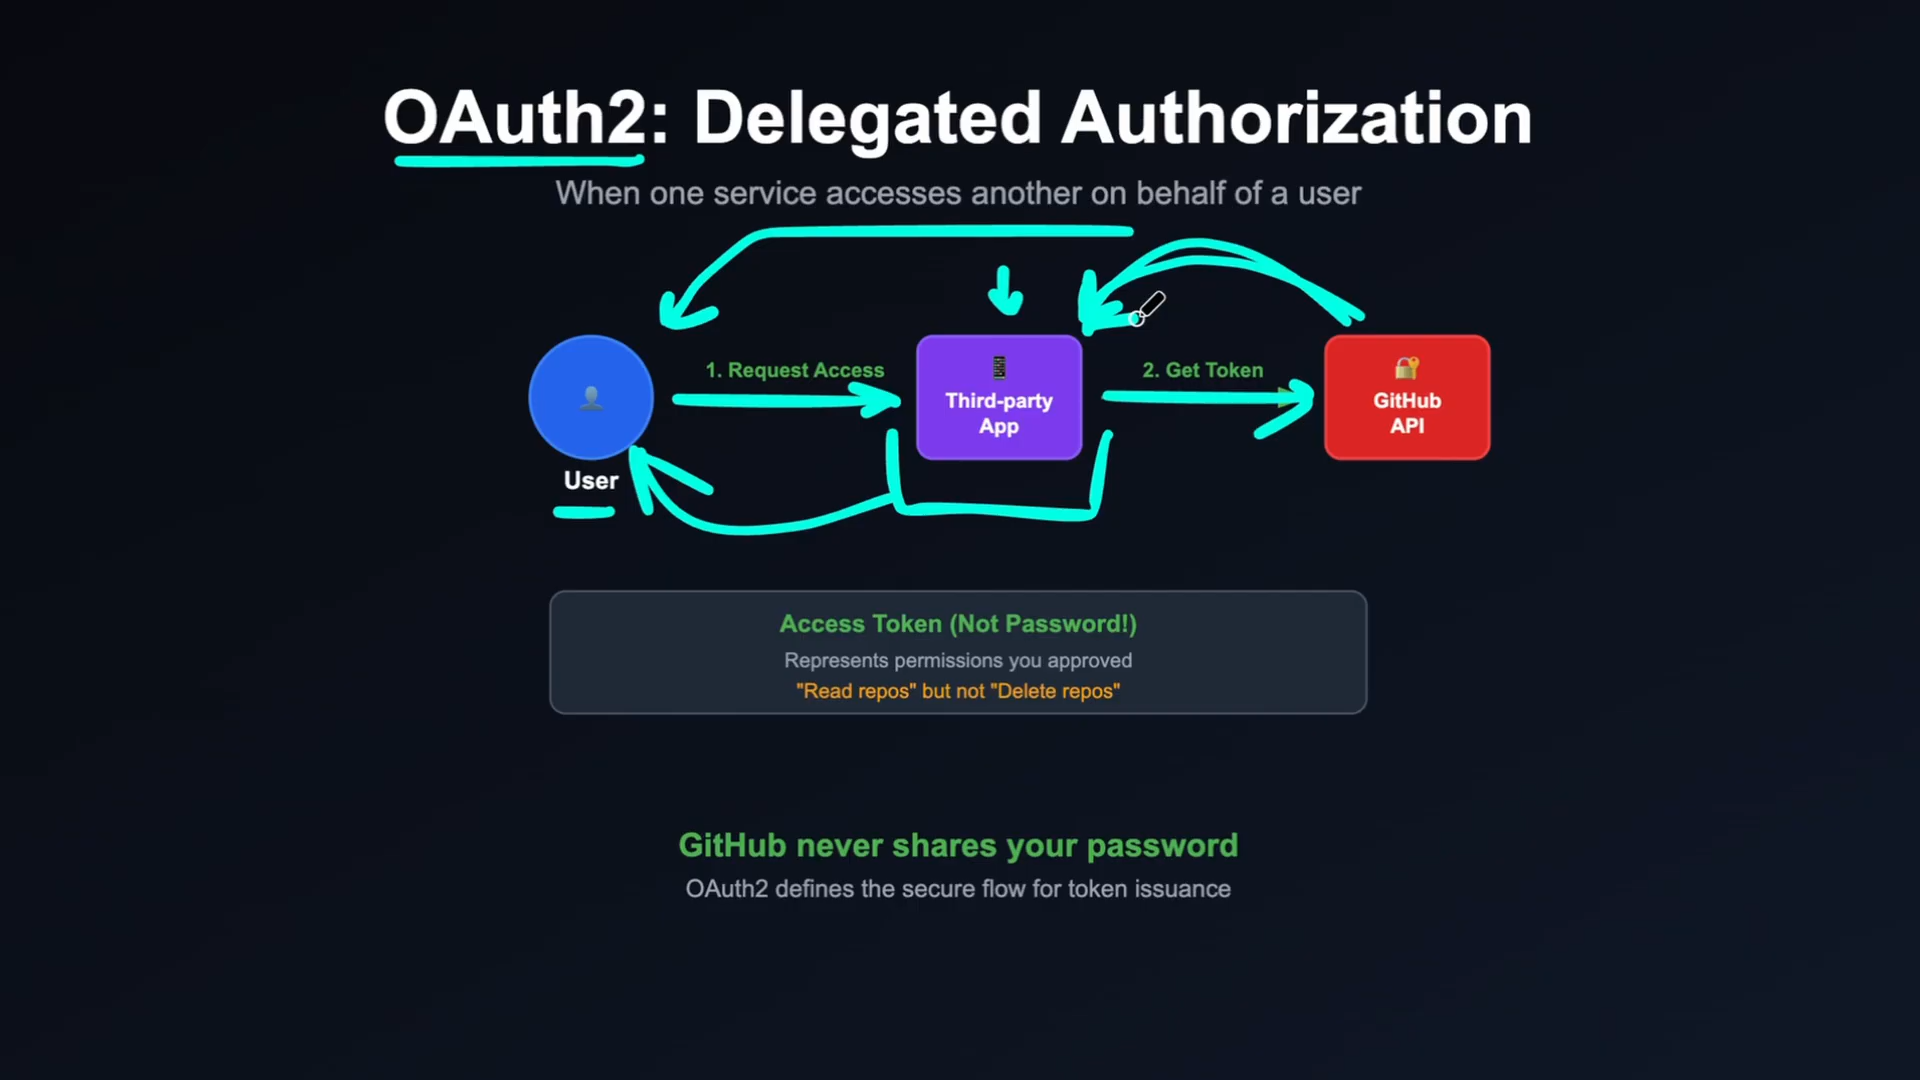 OAuth2: Delegated Authorization
When one service accesses another on behalf of a user
1. Request Access
2. Get Token
Third-party
App
GitHub
API
User
Access Token (Not Password!)
Represents permissions you approved
"Read repos" but not "Delete repos"
GitHub never shares your password
OAuth2 defines the secure flow for token issuance